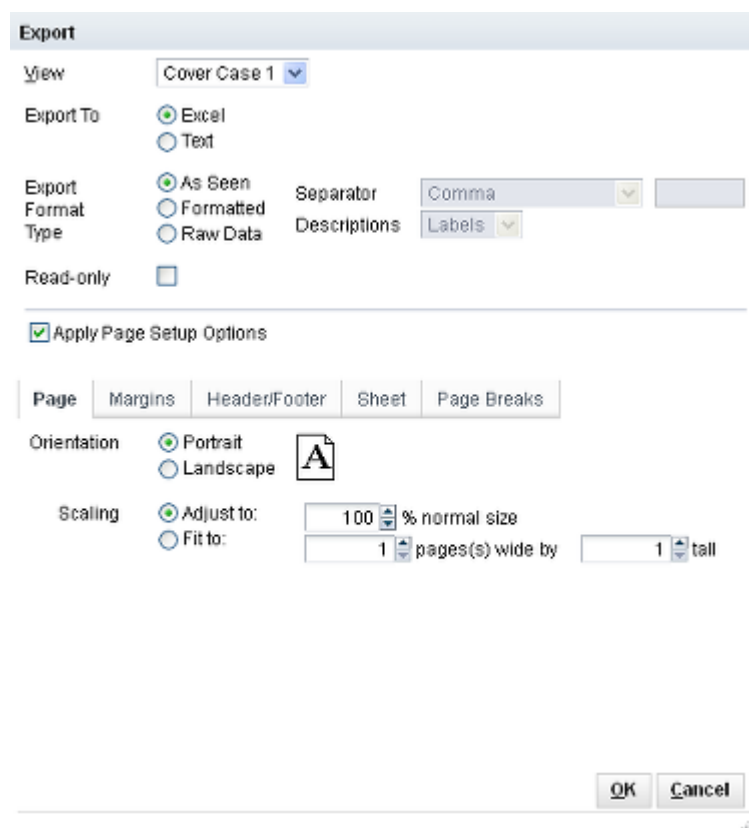 Export
View Cover Case 1
Export To Excel
Text
Export Format Type As Seen
Formatted
Raw Data
Separator Comma
Descriptions Labels
Read-only
Apply Page Setup Options
Page Margins Header/Footer Sheet Page Breaks
Orientation Portrait
Landscape
A
Scaling Adjust to: 100 % normal size
Fit to: 1 pages(s) wide by 1 tall
OK Cancel